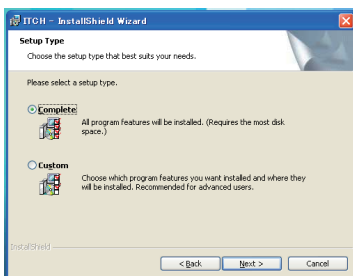 ITCH - InstallShield Wizard
Setup Type
Choose the setup type that best suits your needs.
Please select a setup type.
Complete
All program features will be installed. (Requires the most disk
space.)
Custom
Choose which program features you want installed and where they
will be installed. Recommended for advanced users.
InstallShield
< Back
Next >
Cancel